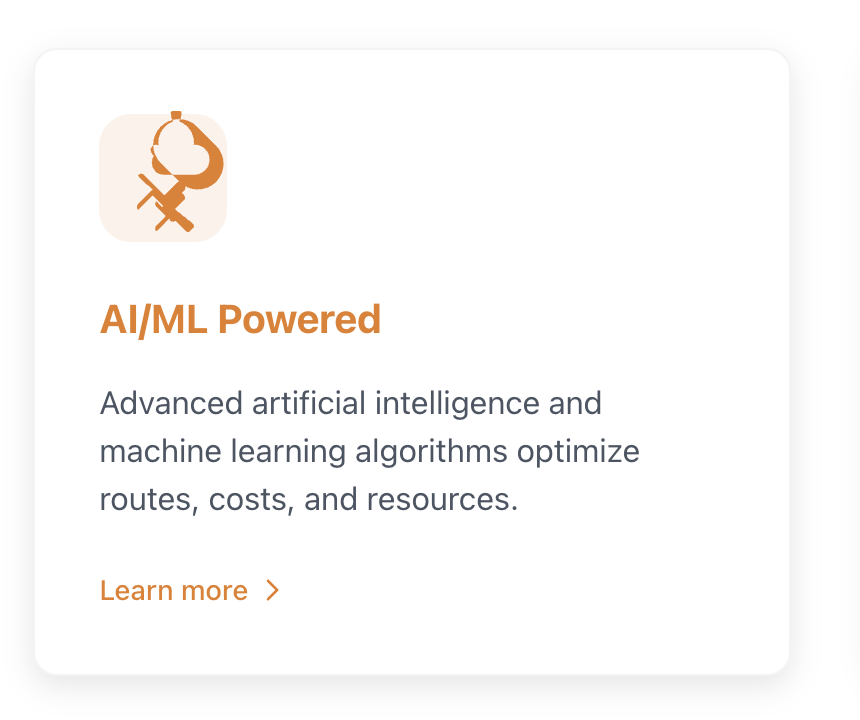 AI/ML Powered
Advanced artificial intelligence and
machine learning algorithms optimize
routes, costs, and resources.
Learn more